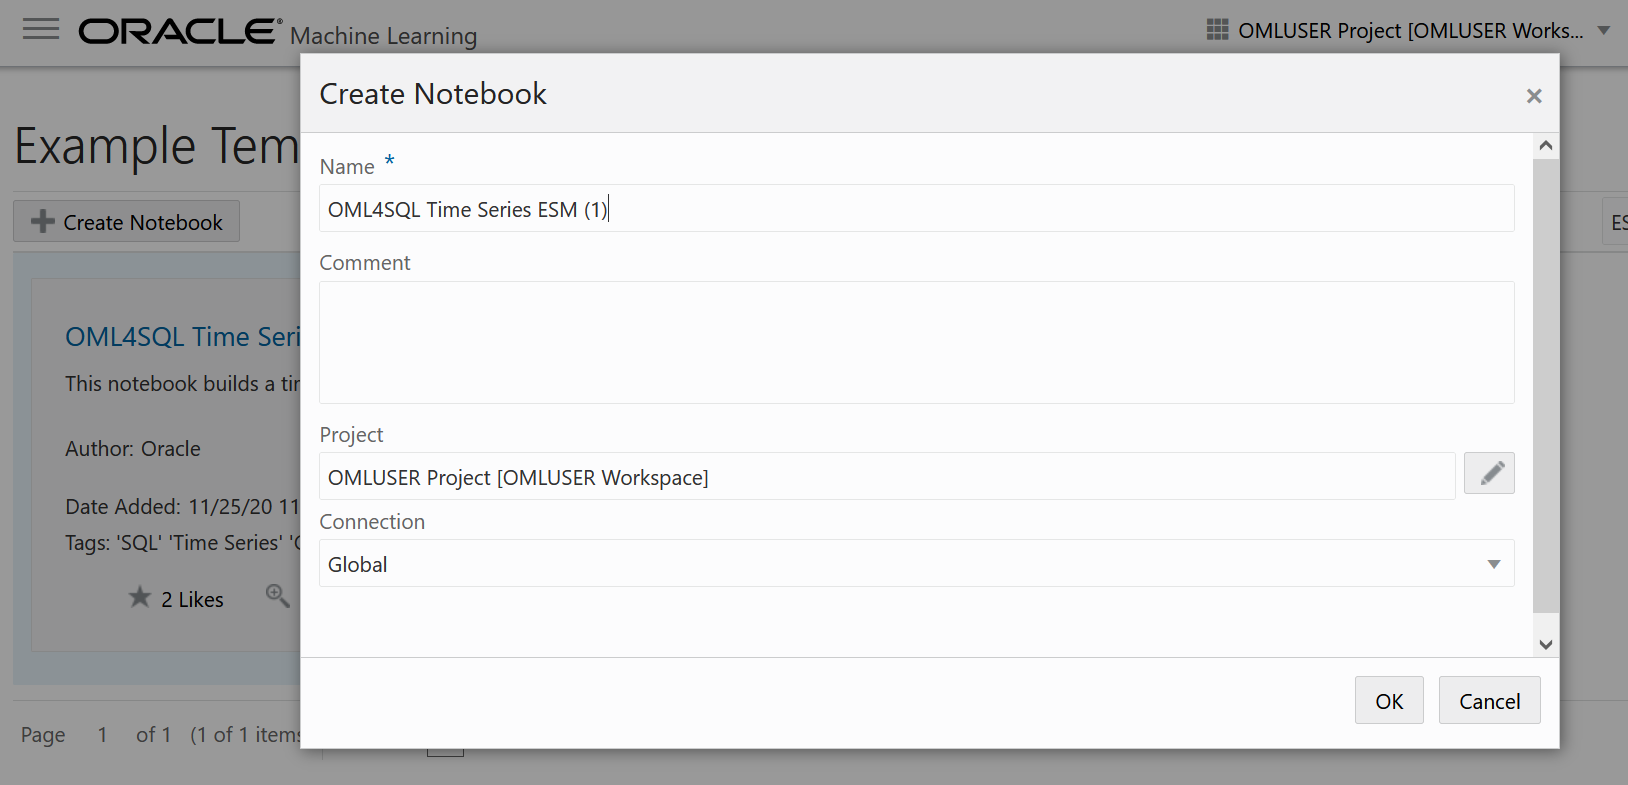 ORACLE® Machine Learning
OMLUSER Project [OMLUSER Works...
Example Tem
Create Notebook
OML4SQL Time Seri
This notebook builds a tin
Author: Oracle
Date Added: 11/25/20 11
Tags: 'SQL' 'Time Series' '
2 Likes
Page 1 of 1 (1 of 1 items
ES
Create Notebook
×
Name *
OML4SQL Time Series ESM (1)
Comment
Project
OMLUSER Project [OMLUSER Workspace]
Connection
Global
OK
Cancel